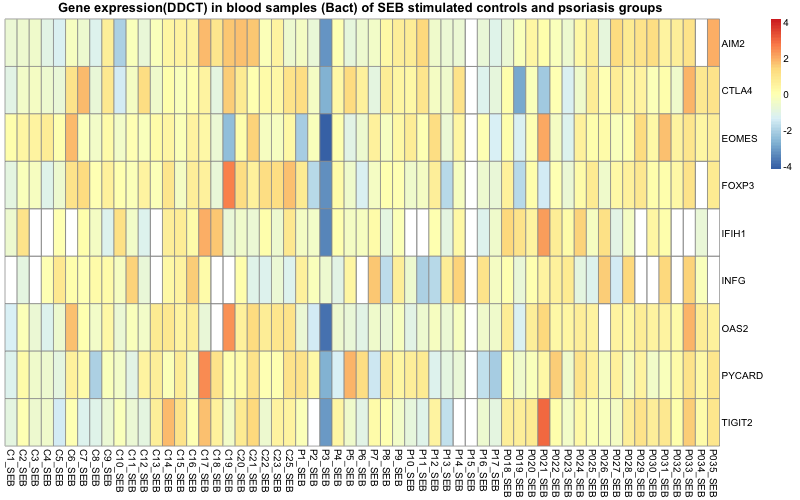 Gene expression(DDCT) in blood samples (Bact) of SEB stimulated controls and psoriasis groups
AIM2
CTLA4
EOMES
FOXP3
IFIH1
INFG
OAS2
PYCARD
TIGIT2
4
2
0
-2
-4
C1_SEB
C2_SEB
C3_SEB
C4_SEB
C5_SEB
C6_SEB
C7_SEB
C8_SEB
C9_SEB
C10_SEB
C11_SEB
C12_SEB
C13_SEB
C14_SEB
C15_SEB
C16_SEB
C17_SEB
C18_SEB
C19_SEB
C20_SEB
C21_SEB
C22_SEB
C23_SEB
C25_SEB
P1_SEB
P2_SEB
P3_SEB
P4_SEB
P5_SEB
P6_SEB
P7_SEB
P8_SEB
P9_SEB
P10_SEB
P11_SEB
P12_SEB
P13_SEB
P14_SEB
P15_SEB
P16_SEB
P17_SEB
P018_SEB
P019_SEB
P020_SEB
P021_SEB
P022_SEB
P023_SEB
P024_SEB
P025_SEB
P026_SEB
P027_SEB
P028_SEB
P029_SEB
P030_SEB
P031_SEB
P032_SEB
P033_SEB
P034_SEB
P035_SEB